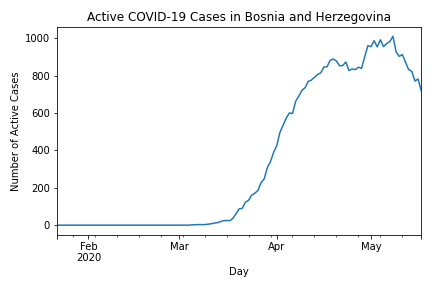 Active COVID-19 Cases in Bosnia and Herzegovina
Number of Active Cases
1000
800
600
400
200
0
Feb
2020
Mar
Apr
May
Day